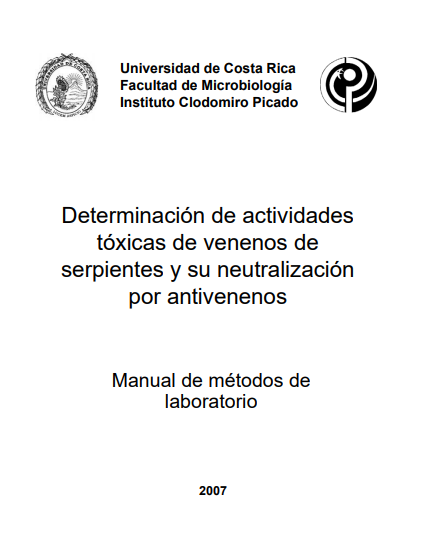 Universidad de Costa Rica
Facultad de Microbiología
Instituto Clodomiro Picado
Determinación de actividades
tóxicas de venenos de
serpientes y su neutralización
por antivenenos
Manual de métodos de
laboratorio
2007